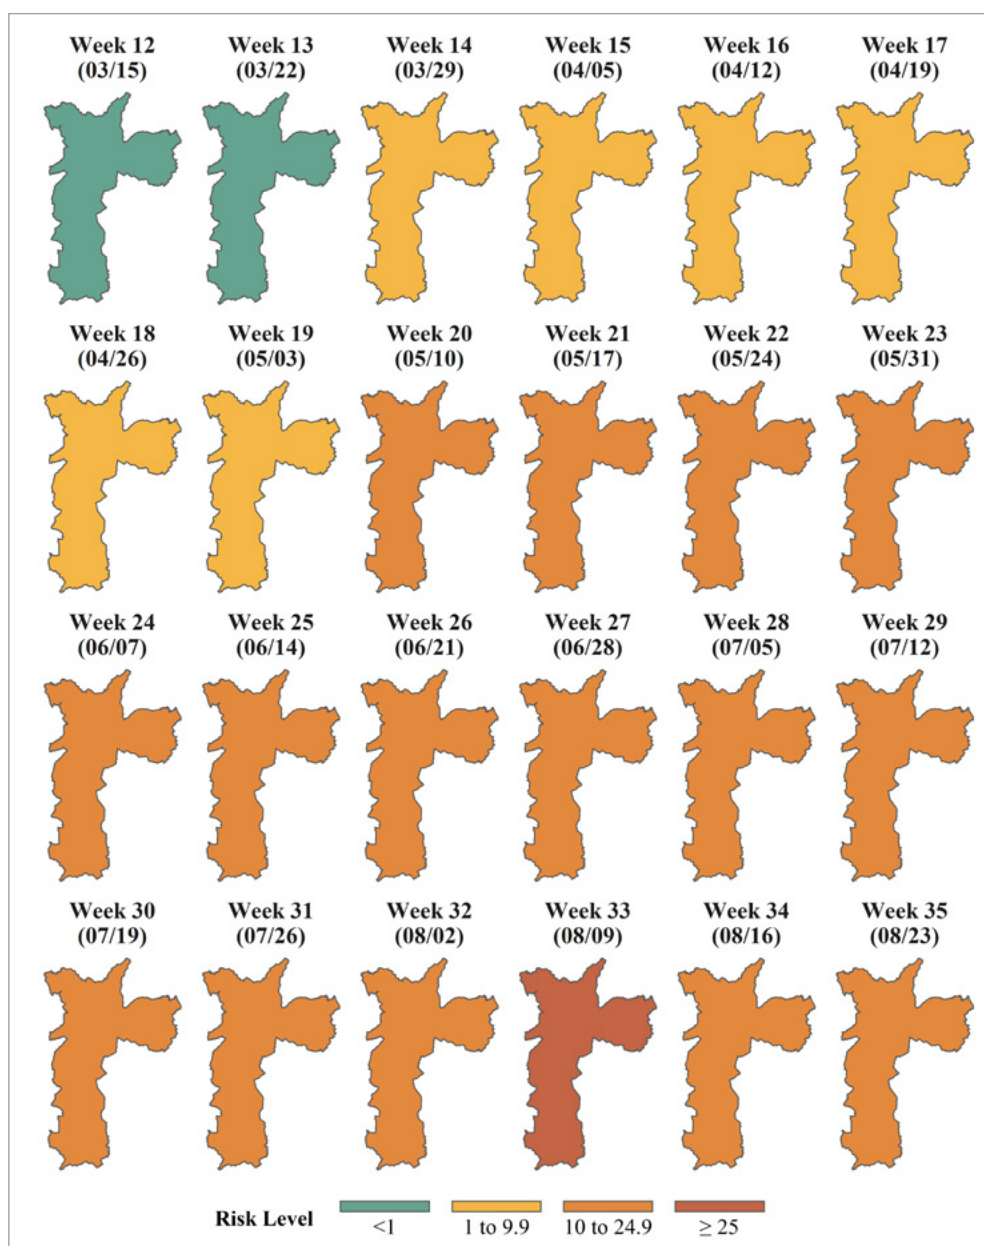 Week 12 Week 13 Week 14 Week 15 Week 16 Week 17
(03/15) (03/22) (03/29) (04/05) (04/12) (04/19)
Week 18 Week 19 Week 20 Week 21 Week 22 Week 23
(04/26) (05/03) (05/10) (05/17) (05/24) (05/31)
Week 24 Week 25 Week 26 Week 27 Week 28 Week 29
(06/07) (06/14) (06/21) (06/28) (07/05) (07/12)
Week 30 Week 31 Week 32 Week 33 Week 34 Week 35
(07/19) (07/26) (08/02) (08/09) (08/16) (08/23)
Risk Level <1 1 to 9.9 10 to 24.9 ≥ 25